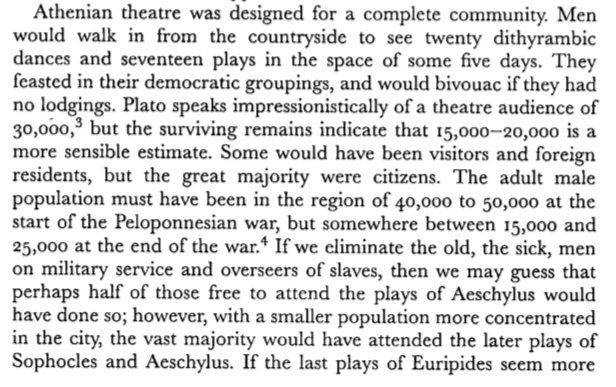 Athenian theatre was designed for a complete community. Men
would walk in from the countryside to see twenty dithyrambic
dances and seventeen plays in the space of some five days. They
feasted in their democratic groupings, and would bivouac if they had
no lodgings. Plato speaks impressionistically of a theatre audience of
30,000,³ but the surviving remains indicate that 15,000–20,000 is a
more sensible estimate. Some would have been visitors and foreign
residents, but the great majority were citizens. The adult male
population must have been in the region of 40,000 to 50,000 at the
start of the Peloponnesian war, but somewhere between 15,000 and
25,000 at the end of the war.⁴ If we eliminate the old, the sick, men
on military service and overseers of slaves, then we may guess that
perhaps half of those free to attend the plays of Aeschylus would
have done so; however, with a smaller population more concentrated
in the city, the vast majority would have attended the later plays of
Sophocles and Aeschylus. If the last plays of Euripides seem more